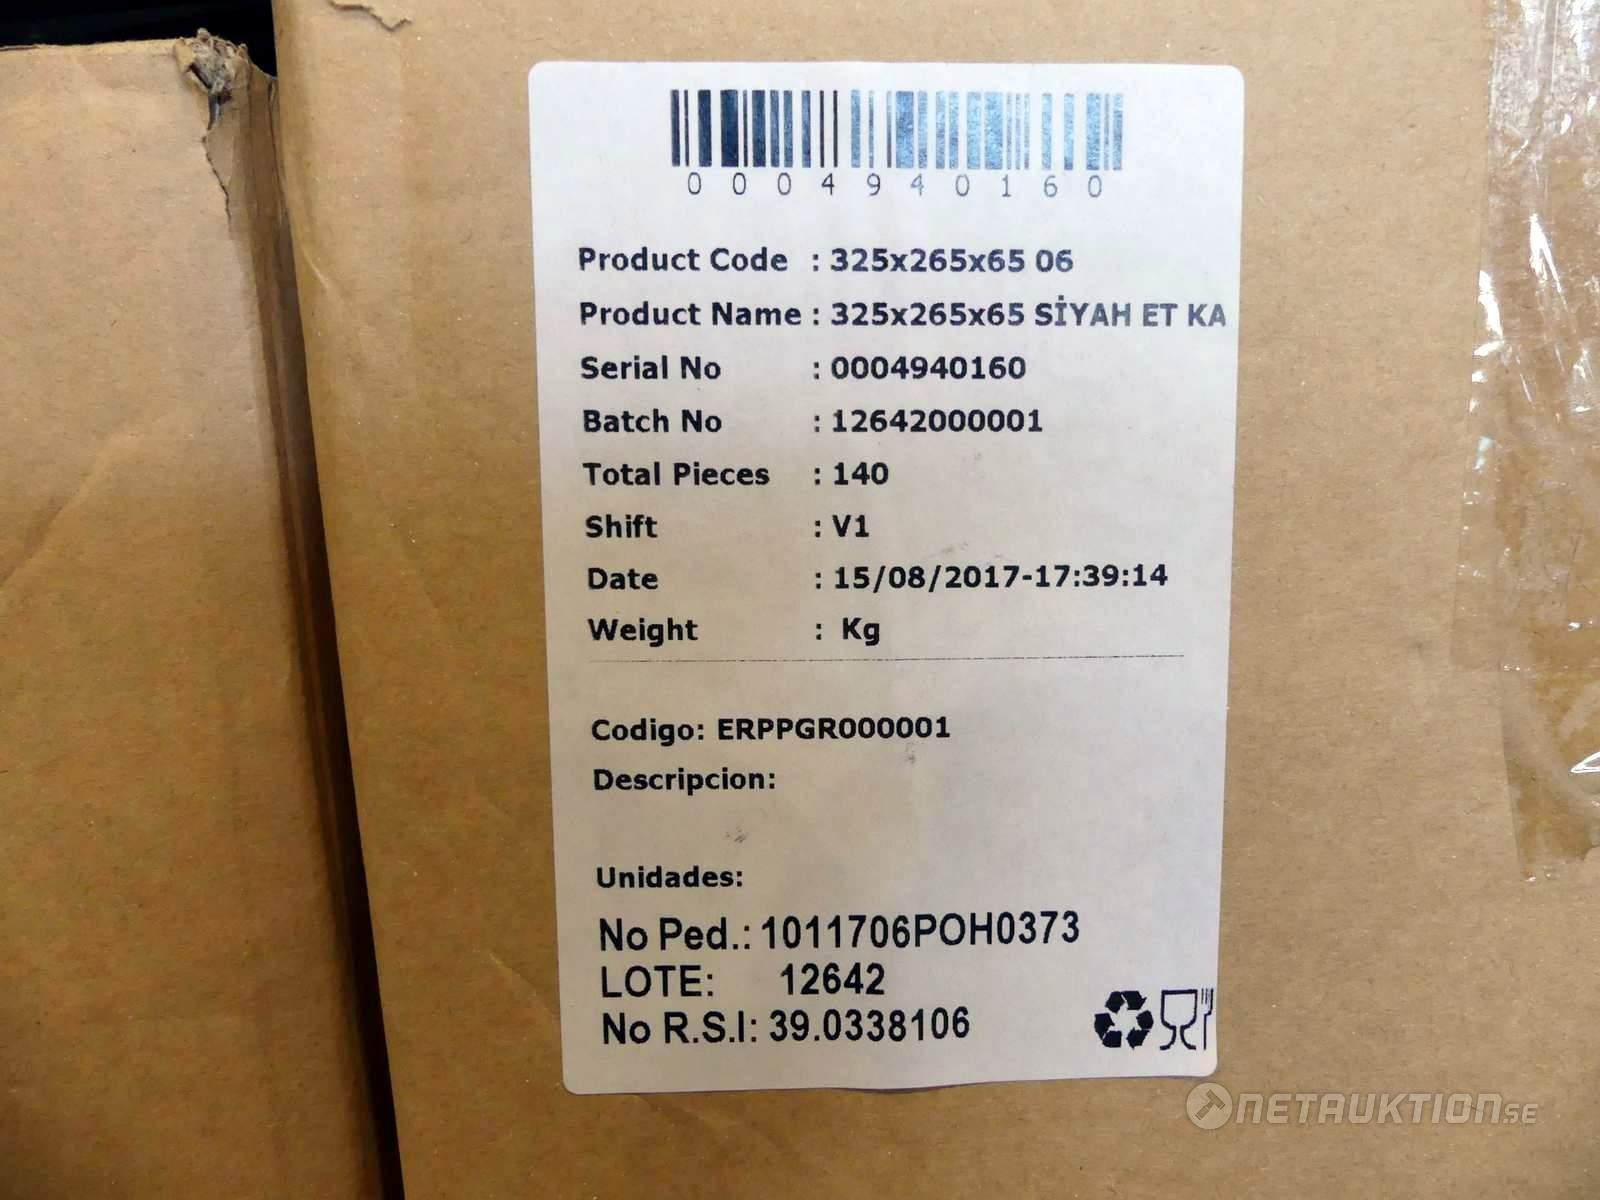 0004940160
Product Code : 325x265x65 06
Product Name : 325x265x65 SİYAH ET KA
Serial No : 0004940160
Batch No : 12642000001
Total Pieces : 140
Shift : V1
Date : 15/08/2017-17:39:14
Weight : Kg
Codigo: ERPPGR000001
Descripcion:
Unidades:
No Ped.: 1011706POH0373
LOTE: 12642
No R.S.I: 39.0338106
NETAUKTION.SE